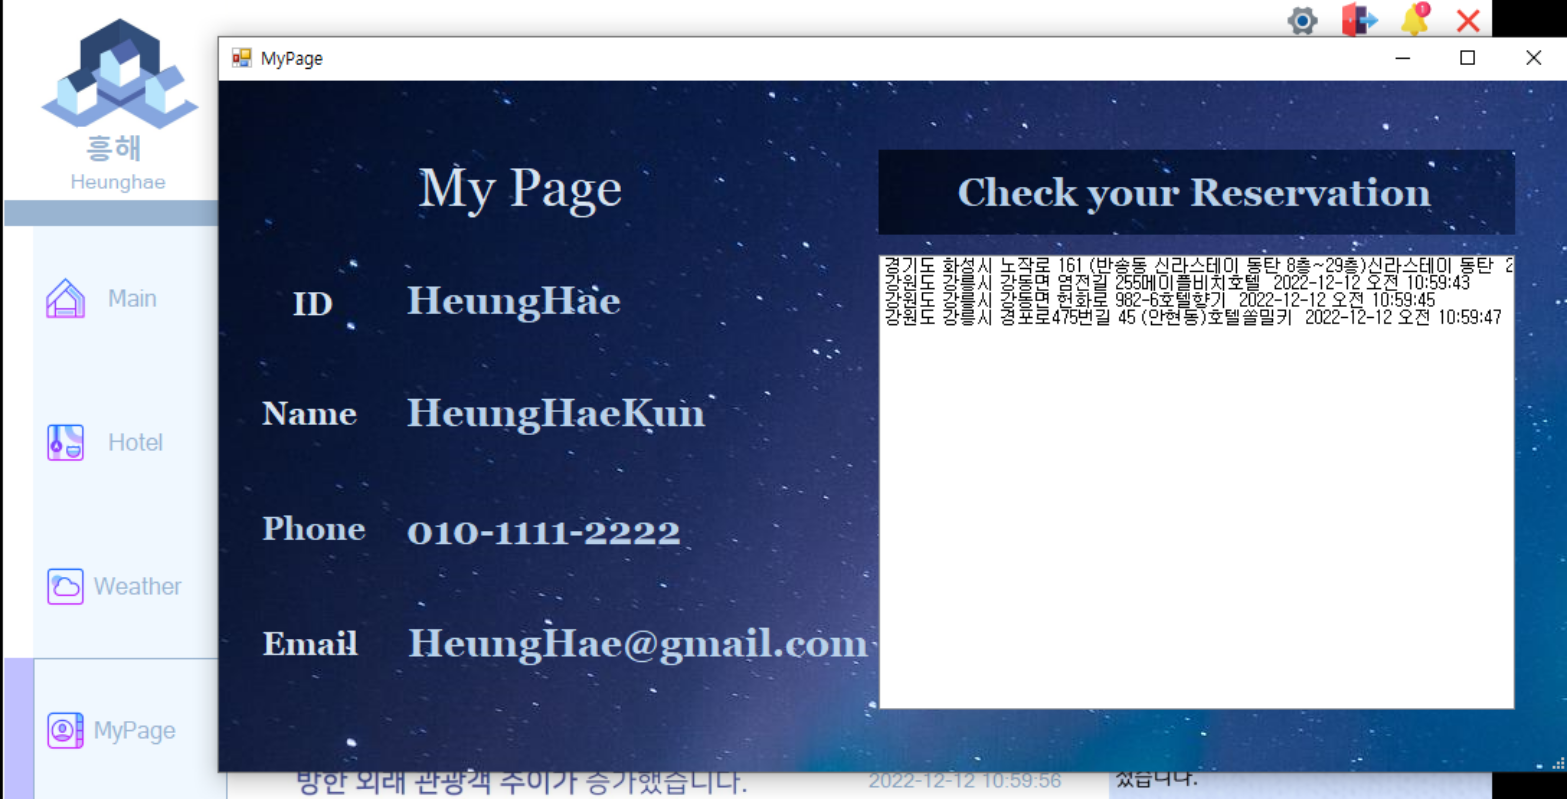 흥해
Heunghae
Main
Hotel
Weather
MyPage
MyPage
My Page
ID HeungHae
Name HeungHaeKun
Phone 010-1111-2222
Email HeungHae@gmail.com
Check your Reservation
경기도 화성시 노작로 161 (반송동 신라스테이 동탄 8층~29층)신라스테이 동탄 2
강원도 강릉시 강동면 염전길 255메이플비치호텔 2022-12-12 오전 10:59:43
강원도 강릉시 강동면 헌화로 982-6호텔향기 2022-12-12 오전 10:59:45
강원도 강릉시 경포로475번길 45 (안현동)호텔쏠밀키 2022-12-12 오전 10:59:47
방한 외래 관광객 추이가 증가했습니다.
2022-12-12 10:59:56